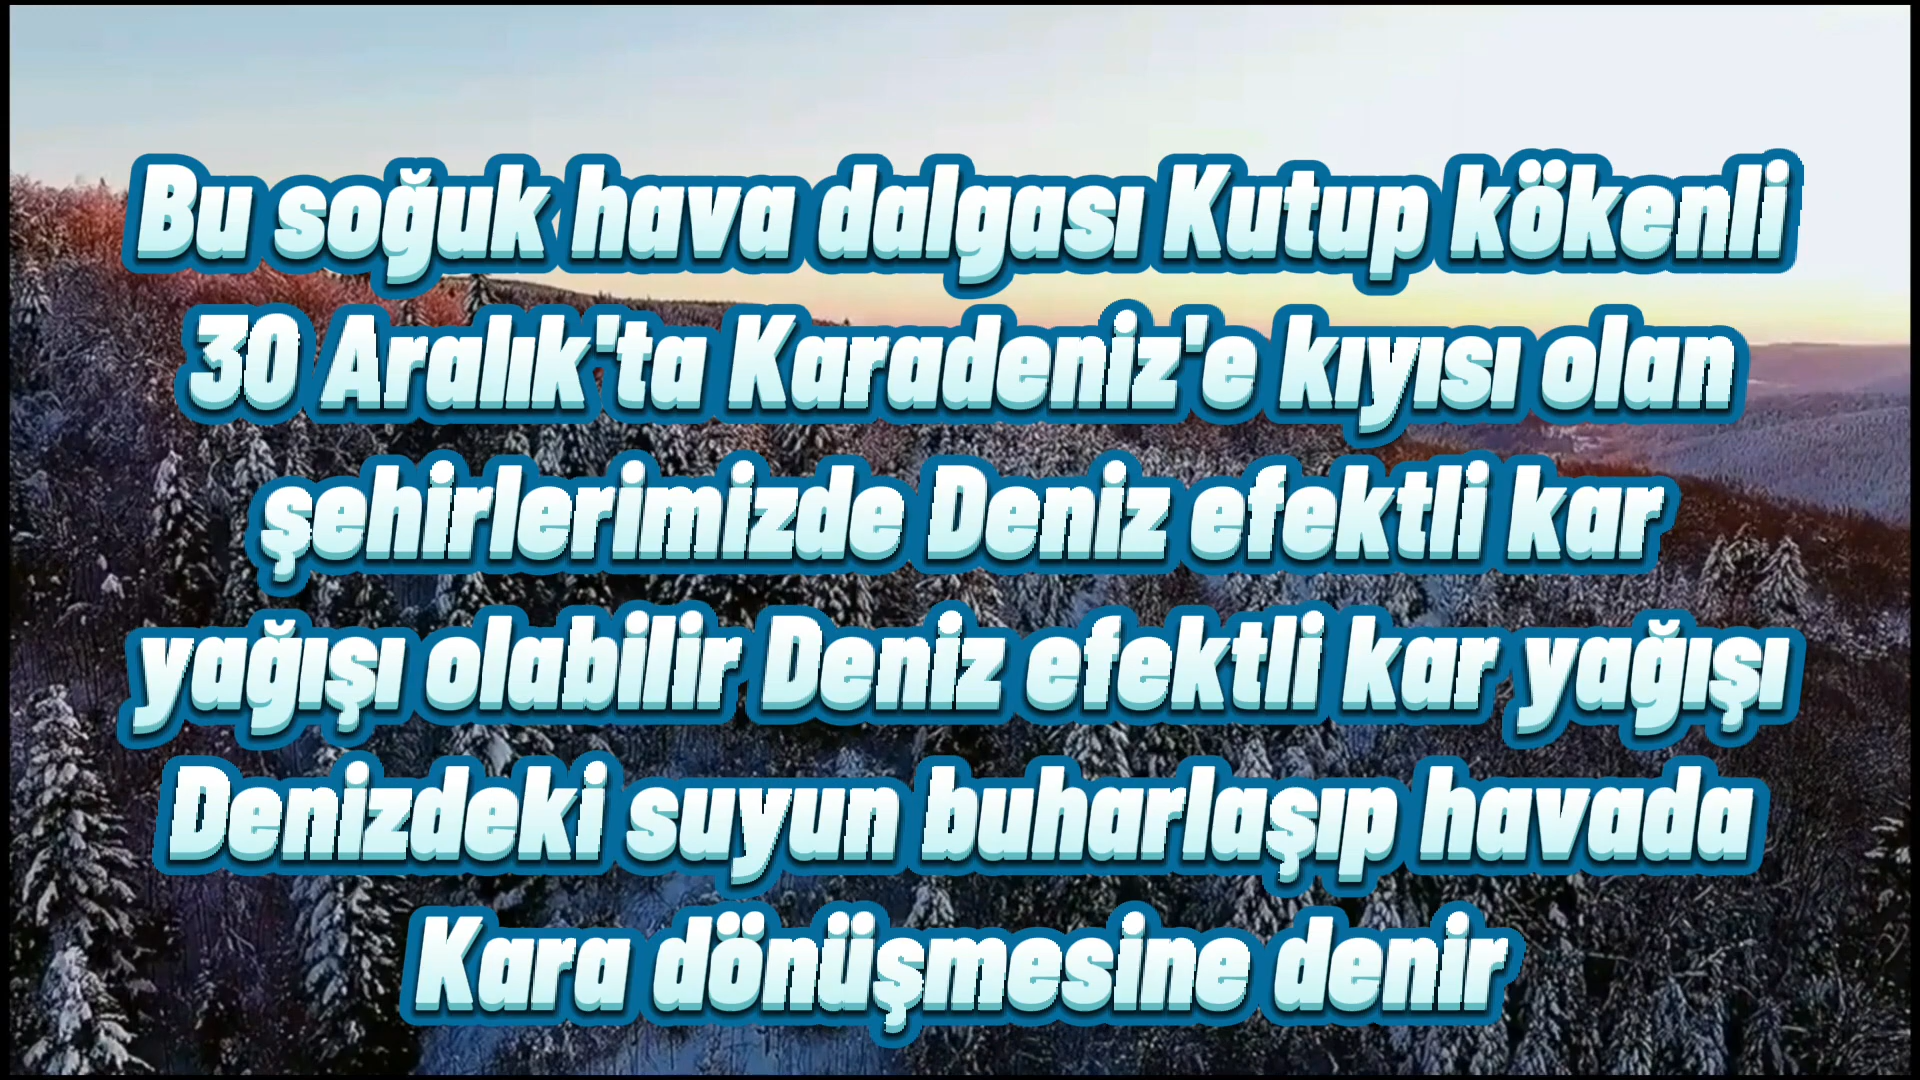 Bu soğuk hava dalgası Kutup kökenli
30 Aralık'ta Karadeniz'e kıyısı olan
şehirlerimizde Deniz efektli kar
yağışı olabilir Deniz efektli kar yağışı
Denizdeki suyun buharlaşıp havada
Kara dönüşmesine denir